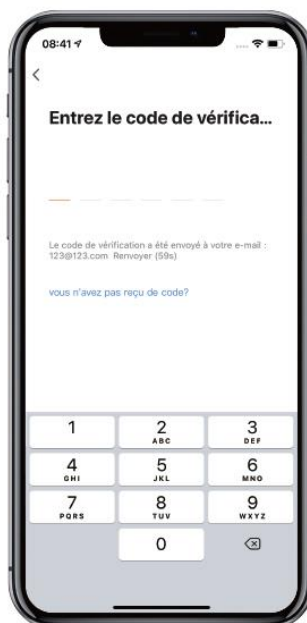 08:41
Entrez le code de vérifica...
Le code de vérification a été envoyé à votre e-mail :
123@123.com Renvoyer (59s)
vous n'avez pas reçu de code?
1 2 3
ABC DEF
4 5 6
GHI JKL MNO
7 8 9
PQRS TUV WXYZ
0